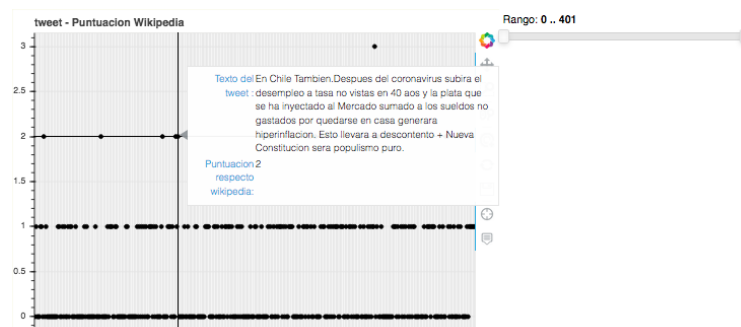 tweet - Puntuacion Wikipedia
Rango: 0 .. 401
3
2.5
2
1.5
1
0.5
0
Texto del tweet :
En Chile Tambien.Despues del coronavirus subira el
desempleo a tasa no vistas en 40 aos y la plata que
se ha inyectado al Mercado sumado a los sueldos no
gastados por quedarse en casa generara
hiperinflacion. Esto llevara a descontento + Nueva
Constitucion sera populismo puro.
Puntuacion
respecto
wikipedia:
2